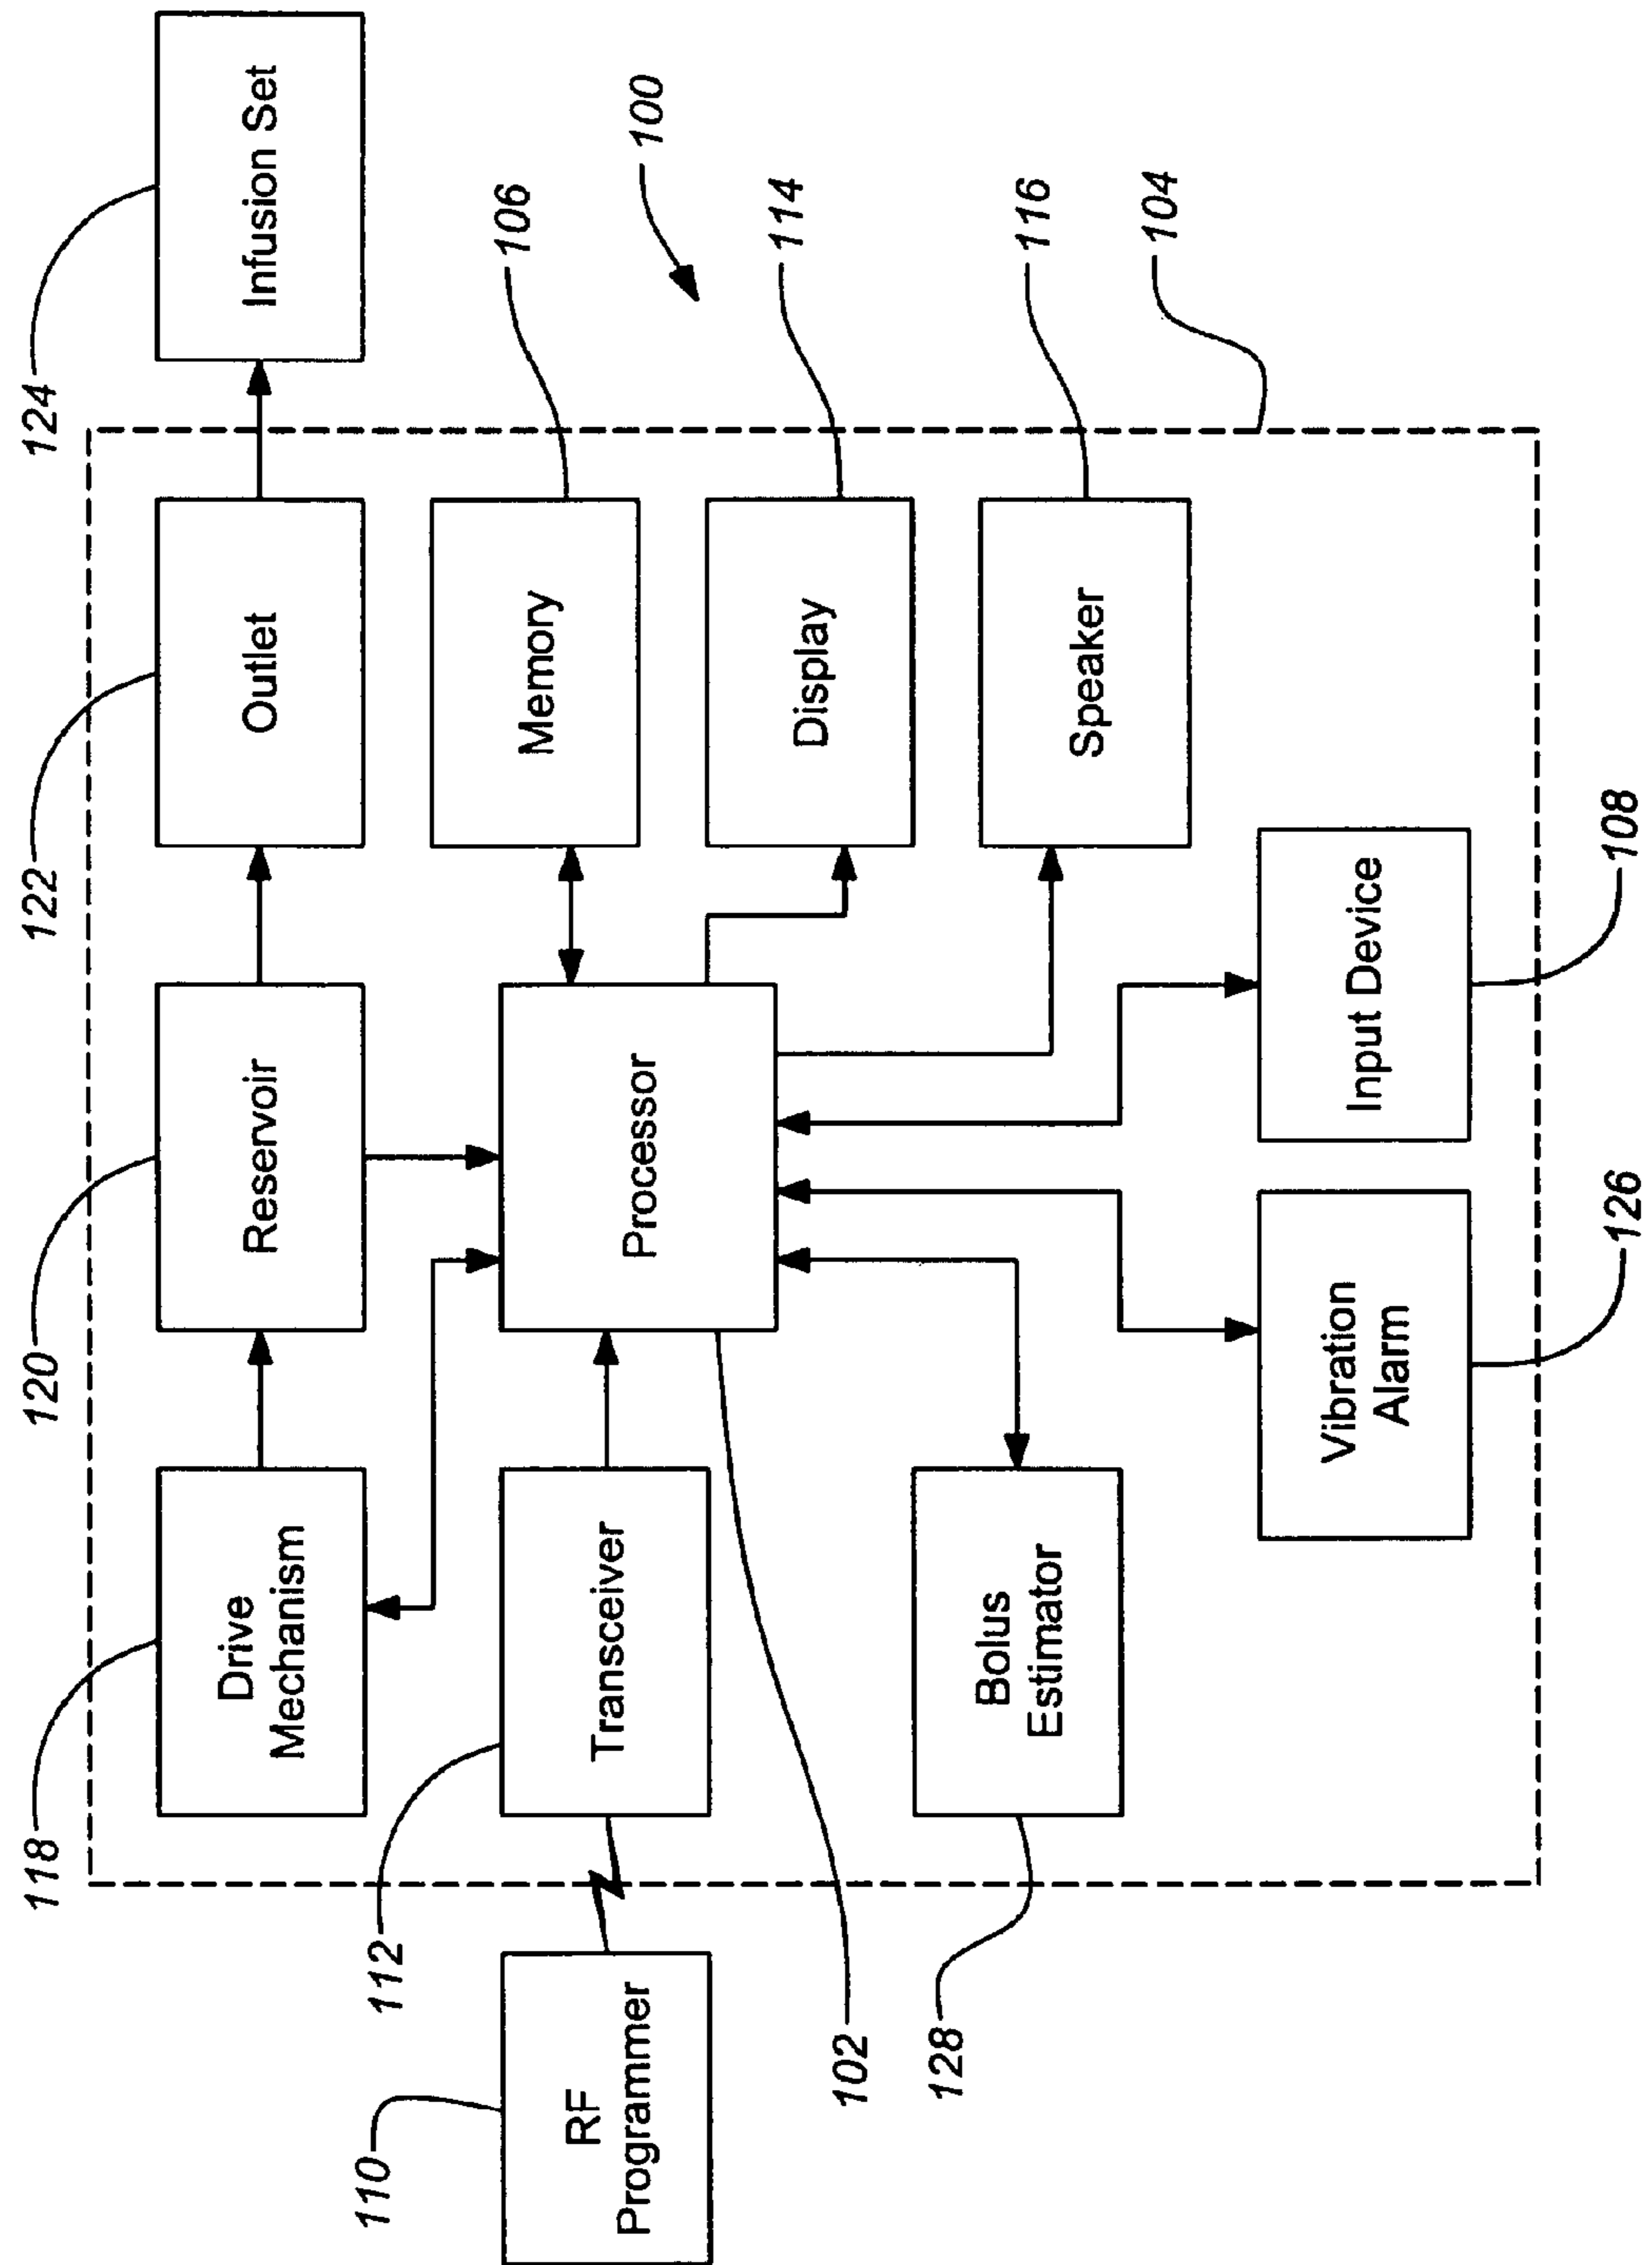 118
120
122
124
Drive
Mechanism
Reservoir
Outlet
Infusion Set
110
112
RF
Programmer
Transceiver
Processor
Memory
106
100
Display
114
102
128
Bolus
Estimator
Speaker
116
Vibration
Alarm
Input Device
104
126
108